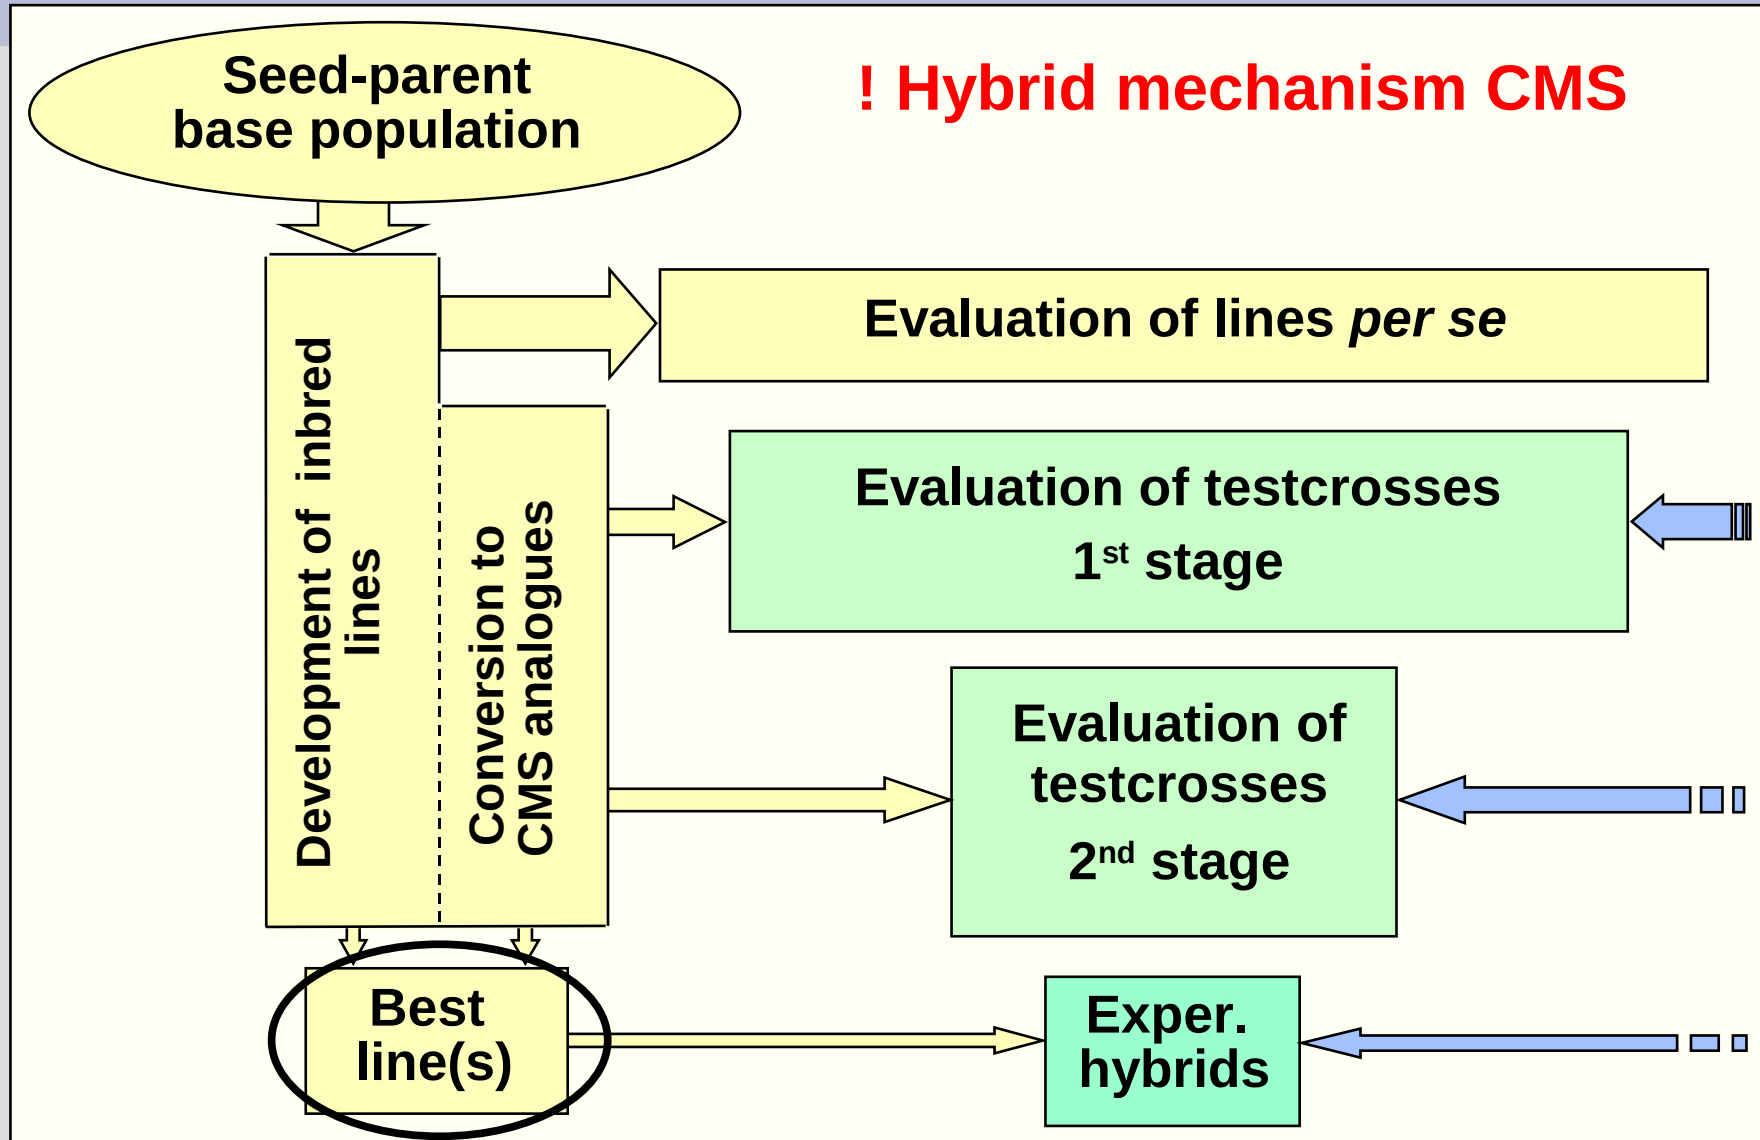 Seed-parent
base population
! Hybrid mechanism CMS
Evaluation of lines per se
Development of inbred
lines
Conversion to
CMS analogues
Evaluation of testcrosses
1st stage
Evaluation of
testcrosses
2nd stage
Best
line(s)
Exper.
hybrids